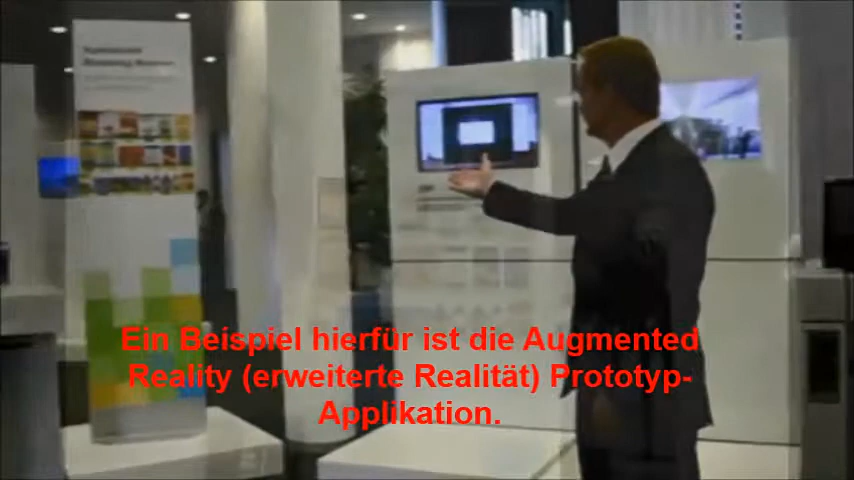 Ein Beispiel hierfür ist die Augmented
Reality (erweiterte Realität) Prototyp-
Applikation.